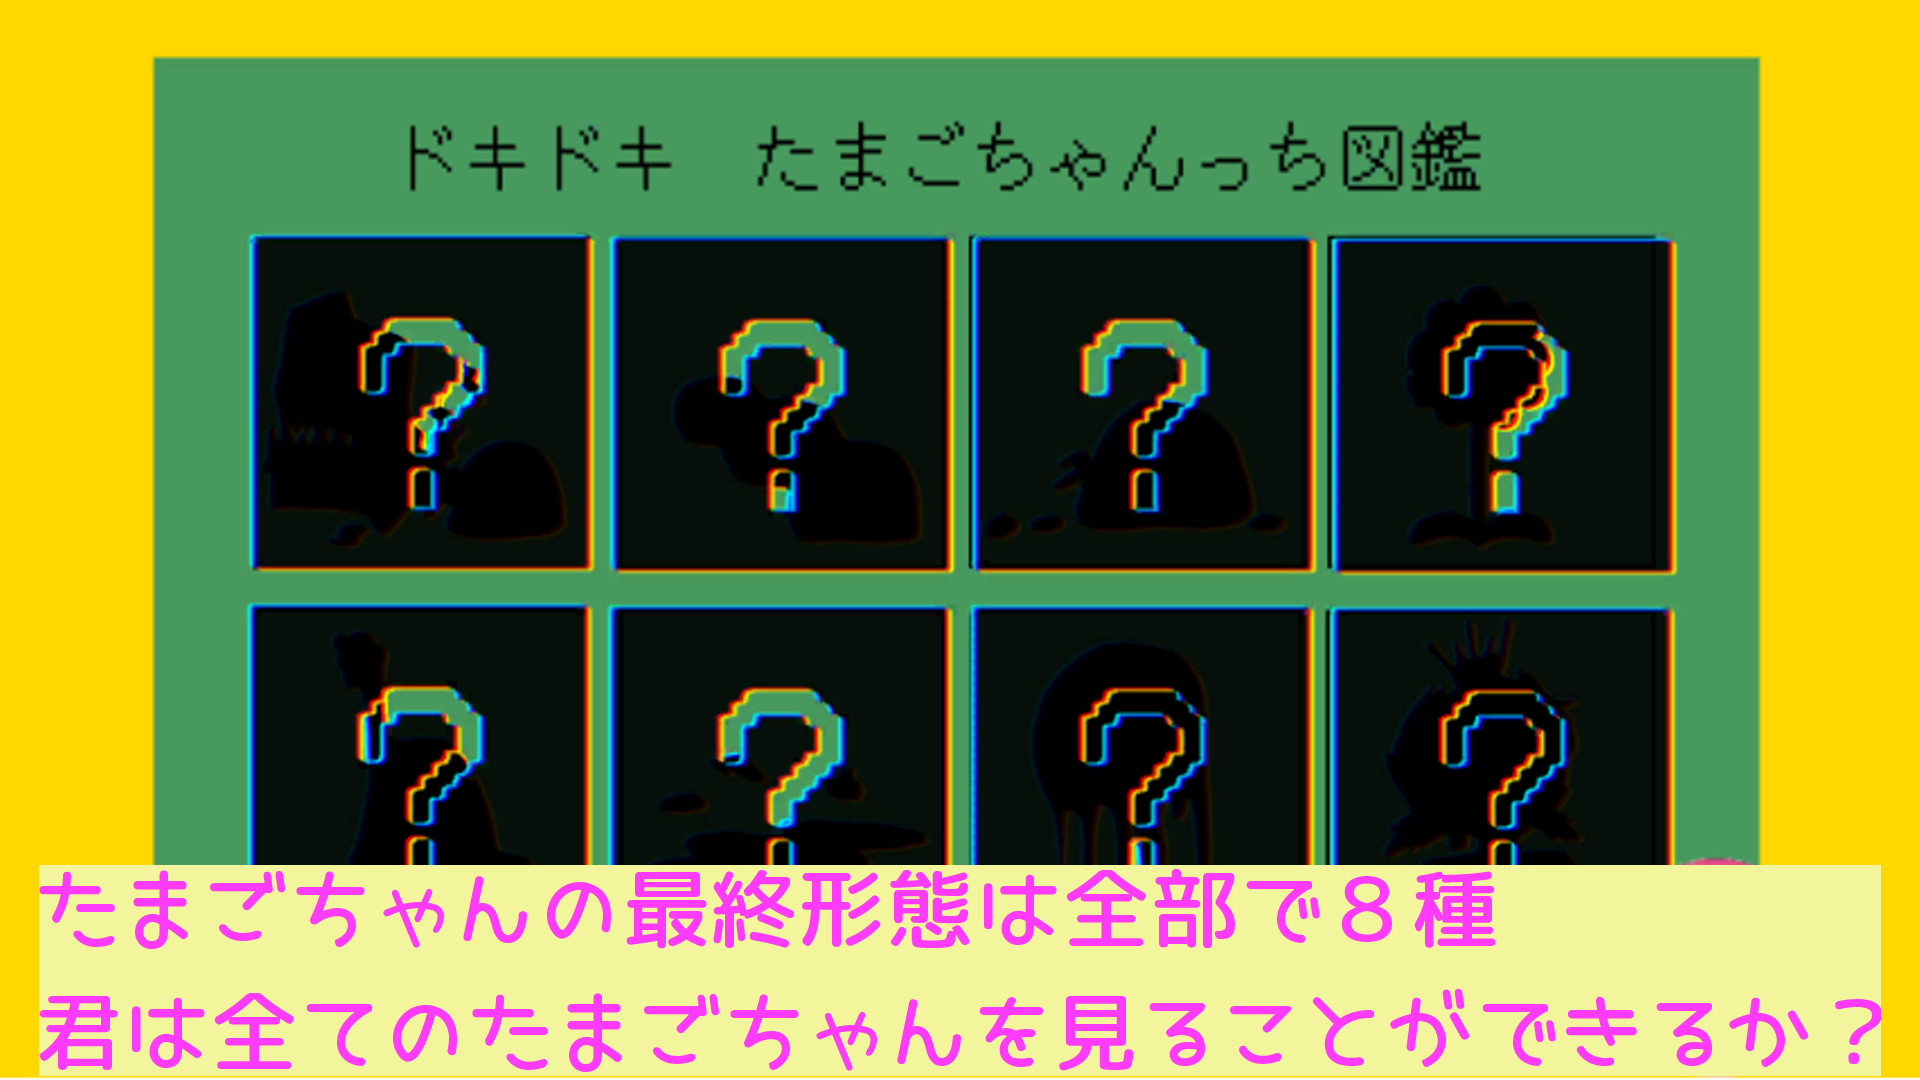 ドキドキ　たまごちゃんっち図鑑
? ? ? ?
? ? ? ?
たまごちゃんの最終形態は全部で８種
君は全てのたまごちゃんを見ることができるか？